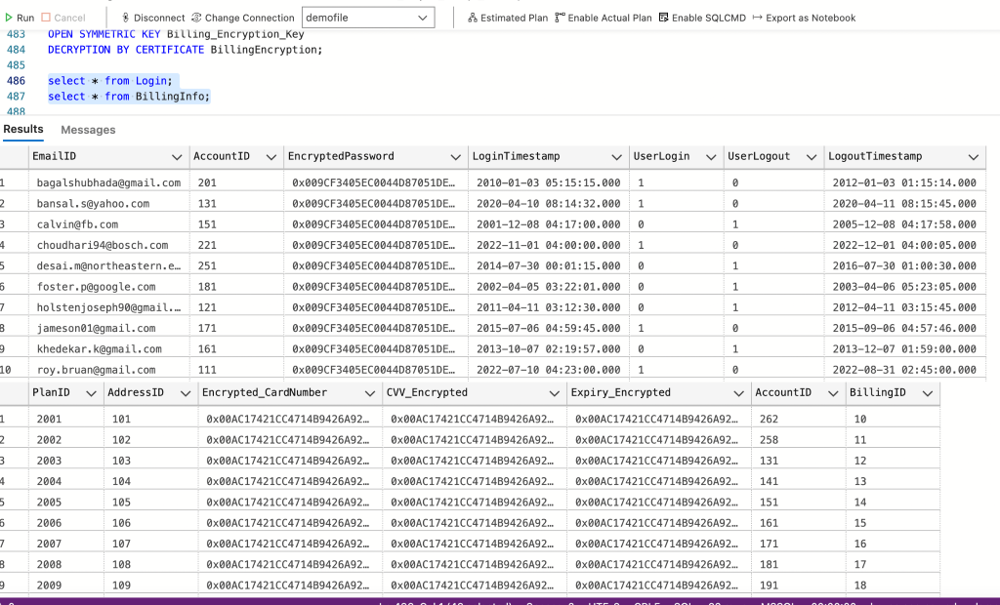 Run Cancel Disconnect Change Connection demofile Estimated Plan Enable Actual Plan Enable SQLCMD Export as Notebook
483 OPEN SYMMETRIC KEY Billing_Encryption_Key
484 DECRYPTION BY CERTIFICATE BillingEncryption;
485
486 select * from Login;
487 select * from BillingInfo;
488
Results Messages
EmailID AccountID EncryptedPassword LoginTimestamp UserLogin UserLogout LogoutTimestamp
1 bagalshubhada@gmail.com 201 0x009CF3405EC0044D87051DE… 2010-01-03 05:15:15.000 1 0 2012-01-03 01:15:14.000
2 bansal.s@yahoo.com 131 0x009CF3405EC0044D87051DE… 2020-04-10 08:14:32.000 1 0 2020-04-11 08:15:45.000
3 calvin@fb.com 151 0x009CF3405EC0044D87051DE… 2001-12-08 04:17:00.000 0 1 2005-12-08 04:17:58.000
4 choudhari94@bosch.com 221 0x009CF3405EC0044D87051DE… 2022-11-01 04:00:00.000 1 0 2022-12-01 04:00:05.000
5 desai.m@northeastern.e… 251 0x009CF3405EC0044D87051DE… 2014-07-30 00:01:15.000 0 1 2016-07-30 01:00:30.000
6 foster.p@google.com 181 0x009CF3405EC0044D87051DE… 2002-04-05 03:22:01.000 0 1 2003-04-06 05:23:05.000
7 holstenjoseph90@gmail.… 121 0x009CF3405EC0044D87051DE… 2011-04-11 03:12:30.000 0 1 2012-04-11 03:15:45.000
8 jameson01@gmail.com 171 0x009CF3405EC0044D87051DE… 2015-07-06 04:59:45.000 1 0 2015-09-06 04:57:46.000
9 khedekar.k@gmail.com 161 0x009CF3405EC0044D87051DE… 2013-10-07 02:19:57.000 0 1 2013-12-07 01:59:00.000
10 roy.bruan@gmail.com 111 0x009CF3405EC0044D87051DE… 2022-07-10 04:23:00.000 1 0 2022-08-31 02:45:00.000
PlanID AddressID Encrypted_CardNumber CVV_Encrypted Expiry_Encrypted AccountID BillingID
1 2001 101 0x00AC17421CC4714B9426A92… 0x00AC17421CC4714B9426A92… 0x00AC17421CC4714B9426A92… 262 10
2 2002 102 0x00AC17421CC4714B9426A92… 0x00AC17421CC4714B9426A92… 0x00AC17421CC4714B9426A92… 258 11
3 2003 103 0x00AC17421CC4714B9426A92… 0x00AC17421CC4714B9426A92… 0x00AC17421CC4714B9426A92… 131 12
4 2004 104 0x00AC17421CC4714B9426A92… 0x00AC17421CC4714B9426A92… 0x00AC17421CC4714B9426A92… 141 13
5 2005 105 0x00AC17421CC4714B9426A92… 0x00AC17421CC4714B9426A92… 0x00AC17421CC4714B9426A92… 151 14
6 2006 106 0x00AC17421CC4714B9426A92… 0x00AC17421CC4714B9426A92… 0x00AC17421CC4714B9426A92… 161 15
7 2007 107 0x00AC17421CC4714B9426A92… 0x00AC17421CC4714B9426A92… 0x00AC17421CC4714B9426A92… 171 16
8 2008 108 0x00AC17421CC4714B9426A92… 0x00AC17421CC4714B9426A92… 0x00AC17421CC4714B9426A92… 181 17
9 2009 109 0x00AC17421CC4714B9426A92… 0x00AC17421CC4714B9426A92… 0x00AC17421CC4714B9426A92… 191 18